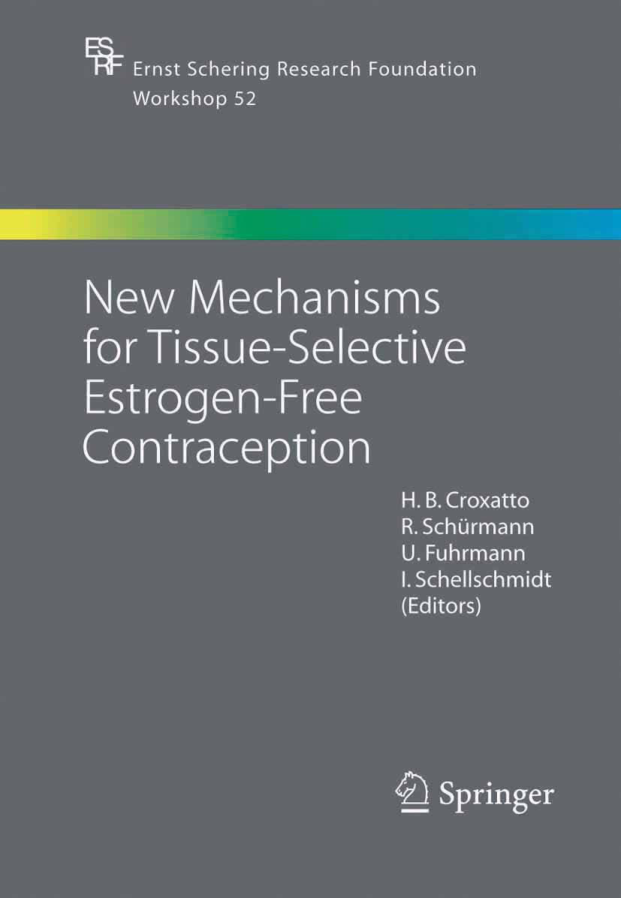 ES
RF
Ernst Schering Research Foundation
Workshop 52
New Mechanisms
for Tissue-Selective
Estrogen-Free
Contraception
H. B. Croxatto
R. Schürmann
U. Fuhrmann
I. Schellschmidt
(Editors)
Springer